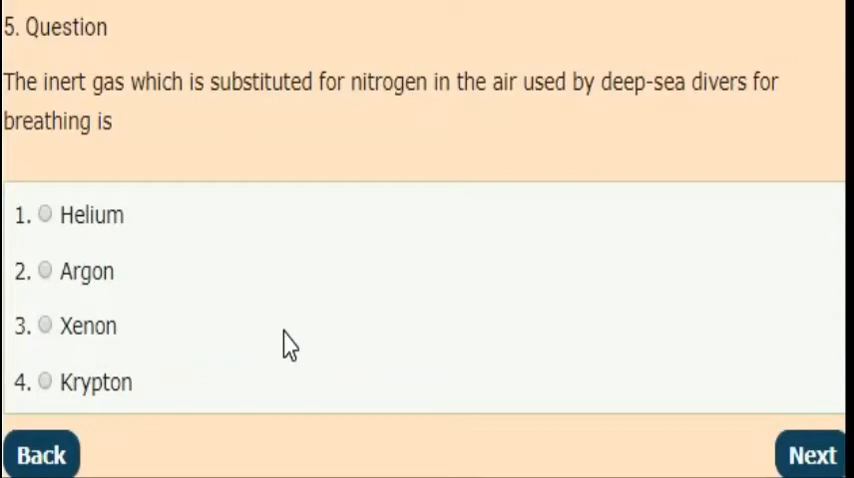 5. Question
The inert gas which is substituted for nitrogen in the air used by deep-sea divers for
breathing is
1. Helium
2. Argon
3. Xenon
4. Krypton
Back Next